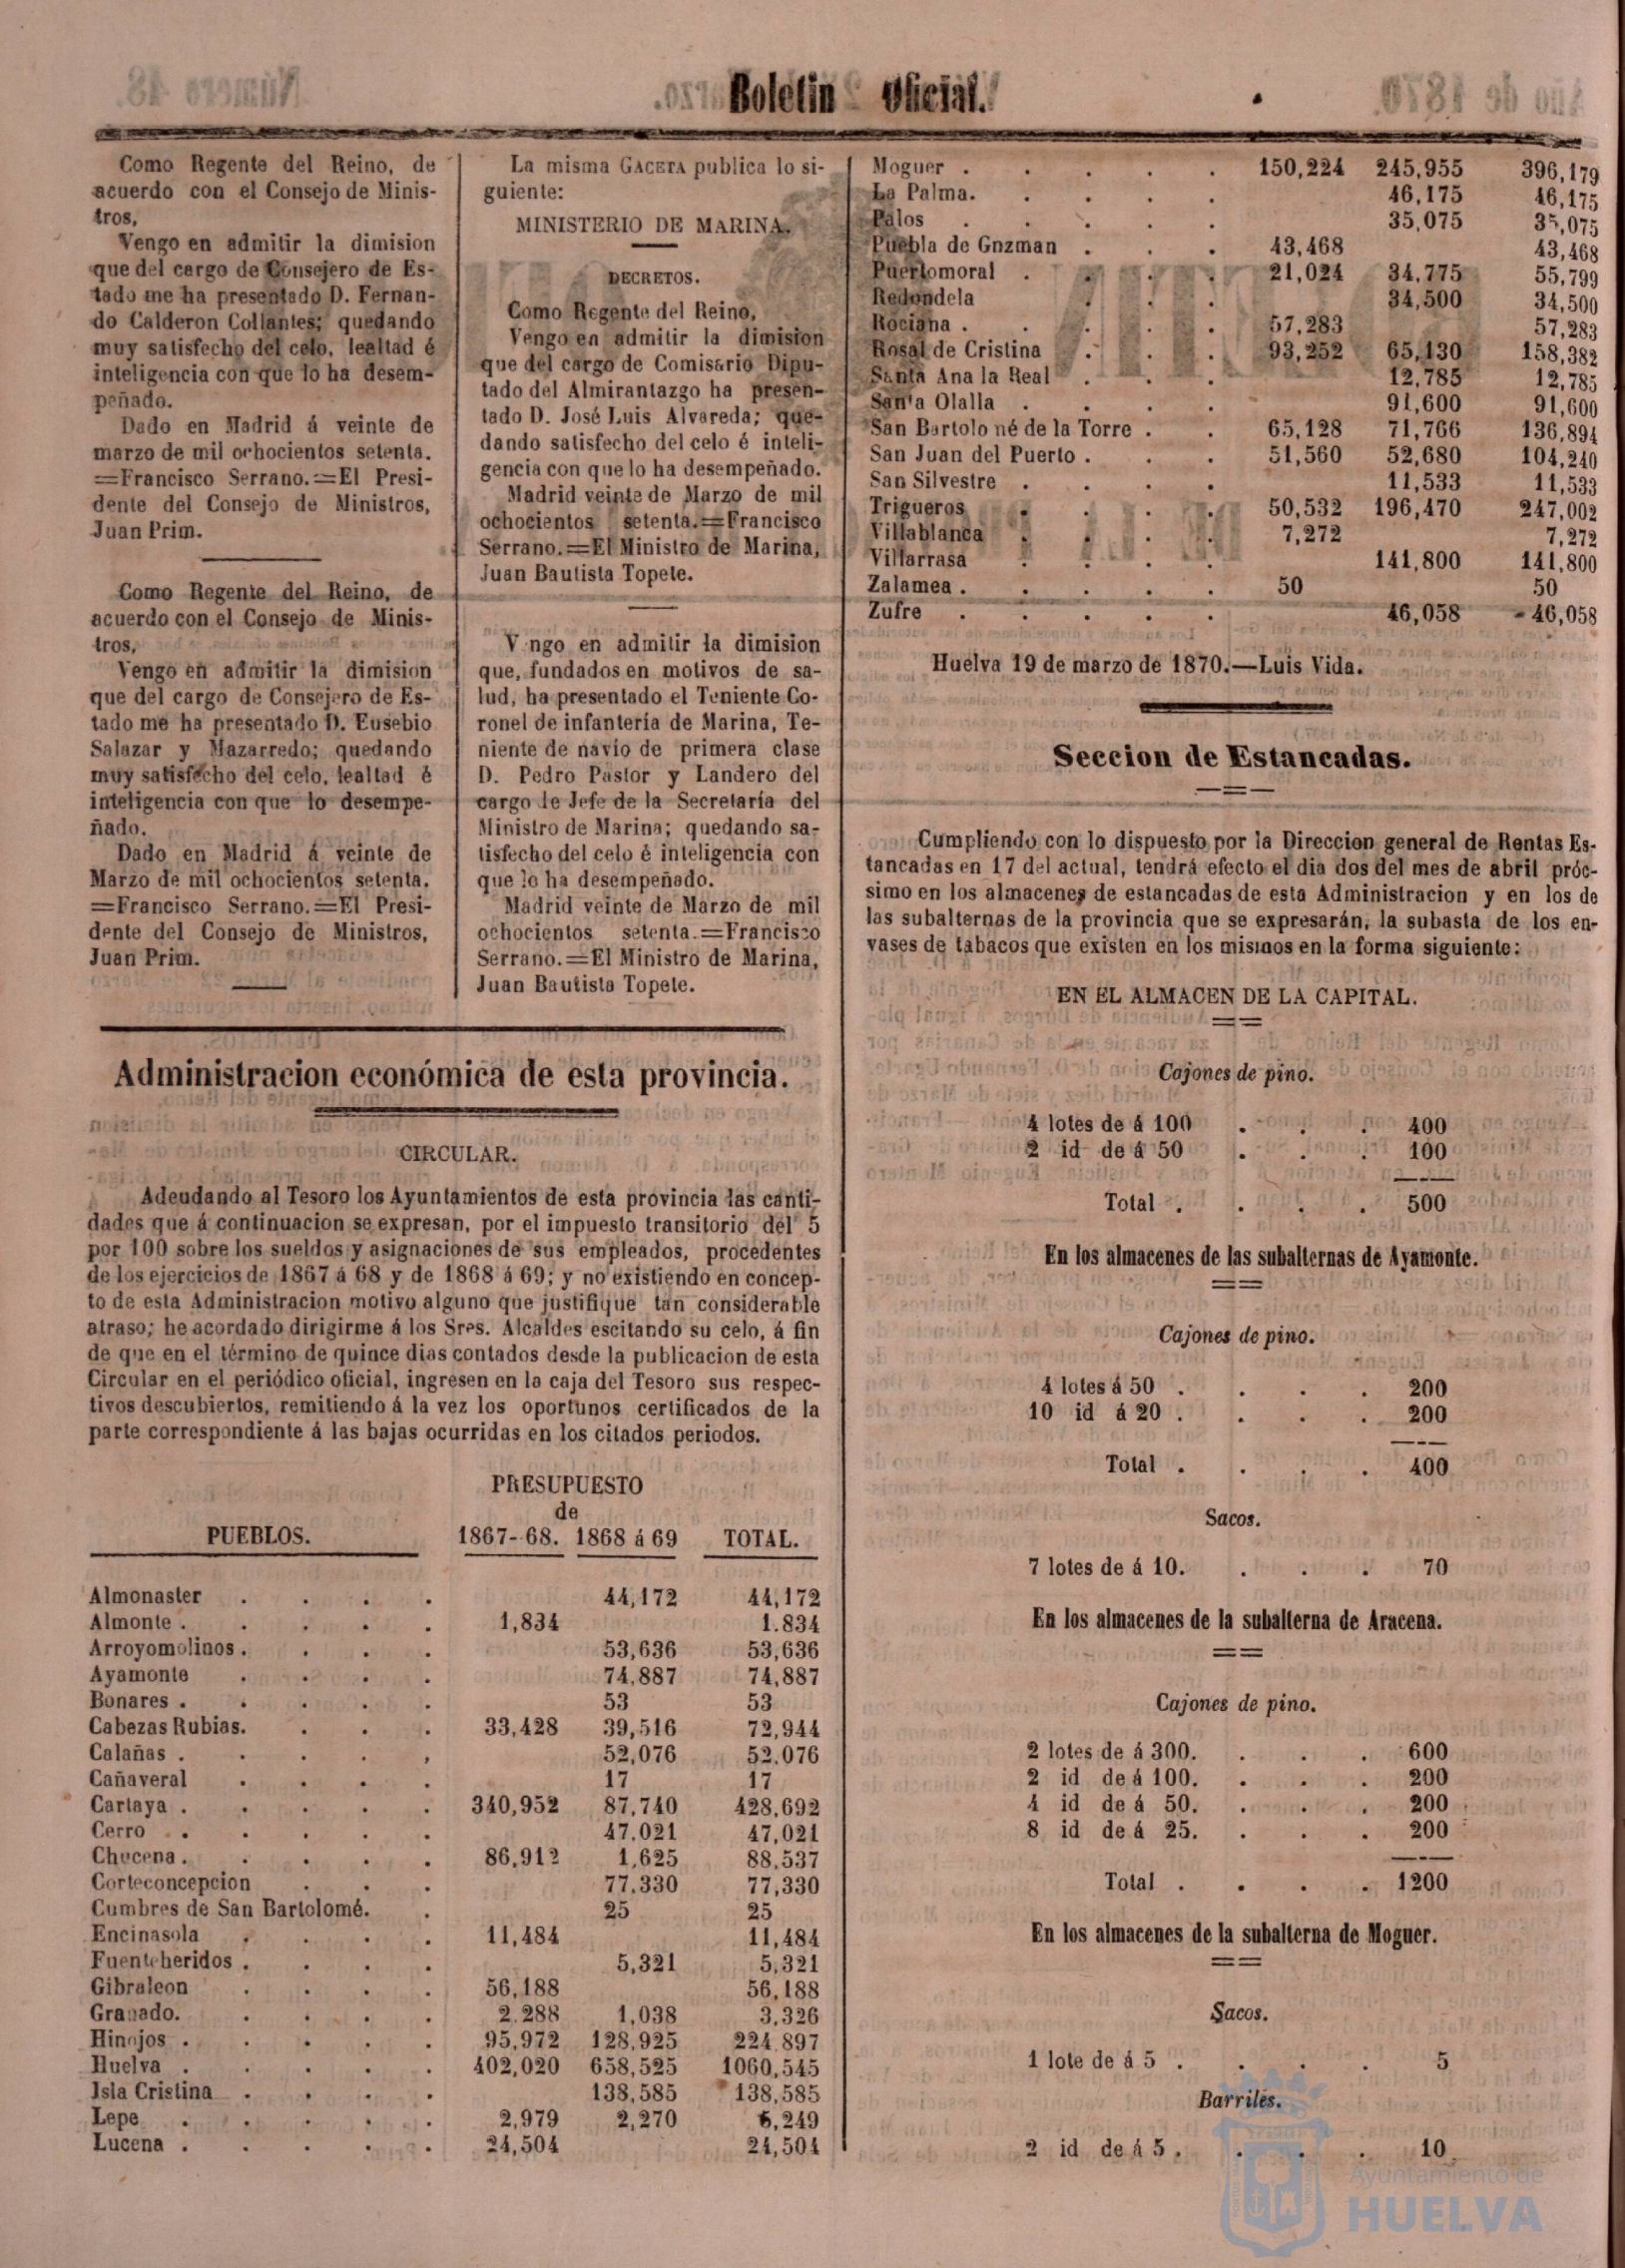 Boletin Oficial.
Como Regente del Reino, de
acuerdo con el Consejo de Minis-
tros,
Vengo en admitir la dimision
que del cargo de Consejero de Es-
tado me ha presentado D. Fernan-
do Calderon Collantes; quedando
muy satisfecho del celo, lealtad é
inteligencia con que lo ha desem-
peñado.
Dado en Madrid á veinte de
marzo de mil ochocientos setenta.
=Francisco Serrano.=El Presi-
dente del Consejo de Ministros,
Juan Prim.
Como Regente del Reino, de
acuerdo con el Consejo de Minis-
tros,
Vengo en admitir la dimision
que del cargo de Consejero de Es-
tado me ha presentado D. Eusebio
Salazar y Mazarredo; quedando
muy satisfecho del celo, lealtad é
inteligencia con que lo desempe-
ñado.
Dado en Madrid á veinte de
Marzo de mil ochocientos setenta.
=Francisco Serrano.=El Presi-
dente del Consejo de Ministros,
Juan Prim.
La misma GACETA publica lo si-
guiente:
MINISTERIO DE MARINA.
DECRETOS.
Como Regente del Reino,
Vengo en admitir la dimision
que del cargo de Comisario Dipu-
tado del Almirantazgo ha presen-
tado D. José Luis Alvareda; que-
dando satisfecho del celo é inteli-
gencia con que lo ha desempeñado.
Madrid veinte de Marzo de mil
ochocientos setenta.=Francisco
Serrano.=El Ministro de Marina,
Juan Bautista Topete.
V ngo en admitir la dimision
que, fundados en motivos de sa-
lud, ha presentado el Teniente Co-
ronel de infantería de Marina, Te-
niente de navío de primera clase
D. Pedro Pastor y Landero del
cargo de Jefe de la Secretaría del
Ministro de Marina; quedando sa-
tisfecho del celo é inteligencia con
que lo ha desempeñado.
Madrid veinte de Marzo de mil
ochocientos setenta.=Francisco
Serrano.=El Ministro de Marina,
Juan Bautista Topete.
Administracion económica de esta provincia.
CIRCULAR.
Adeudando al Tesoro los Ayuntamientos de esta provincia las canti-
dades que á continuacion se expresan, por el impuesto transitorio del 5
por 100 sobre los sueldos y asignaciones de sus empleados, procedentes
de los ejercicios de 1867 á 68 y de 1868 á 69; y no existiendo en concep-
to de esta Administracion motivo alguno que justifique tan considerable
atraso; he acordado dirigirme á los Sres. Alcaldes escitando su celo, á fin
de que en el término de quince dias contados desde la publicacion de esta
Circular en el periódico oficial, ingresen en la caja del Tesoro sus respec-
tivos descubiertos, remitiendo á la vez los oportunos certificados de la
parte correspondiente á las bajas ocurridas en los citados periodos.
PRESUPUESTO
de
PUEBLOS. 1867--68. 1868 á 69 TOTAL.
Almonaster . . . . 44,172 44,172
Almonte . . . . . 1,834 1.834
Arroyomolinos . . . . 53,636 53,636
Ayamonte . . . . 74,887 74,887
Bonares . . . . . 53 53
Cabezas Rubias. . . . 33,428 39,516 72,944
Calañas . . . . , 52,076 52.076
Cañaveral . . . . 17 17
Cartaya . . . . . 340,952 87,740 428,692
Cerro . . . . . . 47.021 47,021
Chucena . . . . . 86,912 1,625 88.537
Corteconcepcion . . . 77.330 77,330
Cumbres de San Bartolomé. . 25 25
Encinasola . . . . 11,484 11,484
Fuenteheridos . . . . 5,321 5,321
Gibraleon . . . . 56,188 56,188
Granado. . . . . 2.288 1,038 3.326
Hinojos . . . . . 95,972 128,925 224.897
Huelva . . . . . 402,020 658,525 1060,545
Isla Cristina . . . . 138,585 138,585
Lepe . . . . . 2,979 2,270 ,249
Lucena . . . . . 24,504 24,504
Moguer . . . . . 150,224 245,955 396,179
La Palma. . . . . 46,175 46,175
Palos . . . . . 35,075 35,075
Puebla de Gnzman . . . 43,468 43,468
Puertomoral . . . . 21,024 34,775 55,799
Redondela . . . 34,500 34,500
Rociana . . . . . 57,283 57,283
Rosal de Cristina . . . 93,252 65,130 158,382
Santa Ana la Real . . . 12,785 12,785
Santa Olalla . . . . 91,600 91,600
San Bartolo né de la Torre . . 65,128 71,766 136,894
San Juan del Puerto . . . 51,560 52,680 104,240
San Silvestre . . . . 11,533 11,533
Trigueros . . . . 50,532 196,470 247,002
Villablanca . . . . 7,272 7,272
Villarrasa . . . . 141,800 141,800
Zalamea . . . . . 50 50
Zufre . . . . . 46,058 46,058
Huelva 19 de marzo de 1870.—Luis Vida.
Seccion de Estancadas.
Cumpliendo con lo dispuesto por la Direccion general de Rentas Es-
tancadas en 17 del actual, tendrá efecto el dia dos del mes de abril próc-
simo en los almacenes de estancadas de esta Administracion y en los de
las subalternas de la provincia que se expresarán, la subasta de los en-
vases de tabacos que existen en los mismos en la forma siguiente:
EN EL ALMACEN DE LA CAPITAL.
Cajones de pino.
4 lotes de á 100 . . . 400
2 id de á 50 . . . 100
Total . . . . 500
En los almacenes de las subalternas de Ayamonte.
Cajones de pino.
4 lotes á 50 . . . . 200
10 id á 20 . . . . 200
Total . . . . 400
Sacos.
7 lotes de á 10. . . . 70
En los almacenes de la subalterna de Aracena.
Cajones de pino.
2 lotes de á 300. . . . 600
2 id de á 100. . . . 200
4 id de á 50. . . . 200
8 id de á 25. . . . 200
Total . . . . 1200
En los almacenes de la subalterna de Moguer.
Sacos.
1 lote de á 5 . . . . 5
Barriles.
2 id de á 5 . . . . 10
Ayuntamiento de
HUELVA